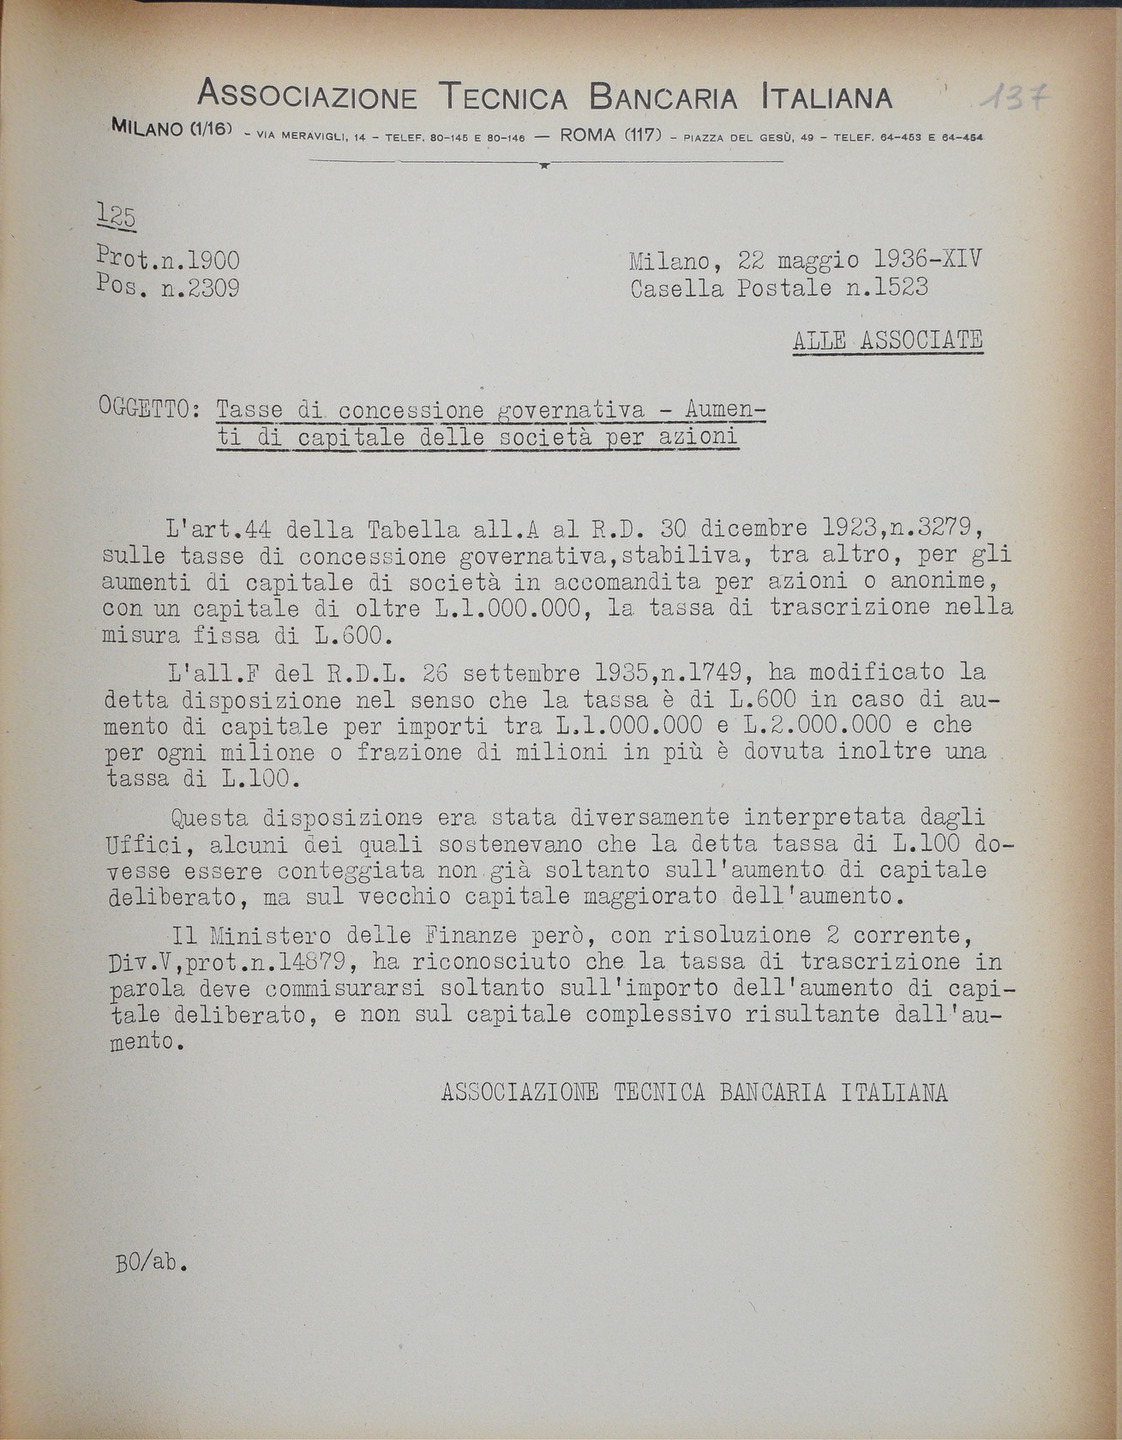 ASSOCIAZIONE TECNICA BANCARIA ITALIANA
137
MILANO (1/16) - VIA MERAVIGLI, 14 - TELEF. 80-145 E 80-146 — ROMA (117) - PIAZZA DEL GESÙ, 49 - TELEF. 64-453 E 64-454
125
Prot.n.1900
Pos. n.2309
Milano, 22 maggio 1936-XIV
Casella Postale n.1523
ALLE ASSOCIATE
OGGETTO: Tasse di concessione governativa - Aumen-
ti di capitale delle società per azioni
L'art.44 della Tabella all.A al R.D. 30 dicembre 1923,n.3279,
sulle tasse di concessione governativa,stabiliva, tra altro, per gli
aumenti di capitale di società in accomandita per azioni o anonime,
con un capitale di oltre L.1.000.000, la tassa di trascrizione nella
misura fissa di L.600.
L'all.F del R.D.L. 26 settembre 1935,n.1749, ha modificato la
detta disposizione nel senso che la tassa è di L.600 in caso di au-
mento di capitale per importi tra L.1.000.000 e L.2.000.000 e che
per ogni milione o frazione di milioni in più è dovuta inoltre una
tassa di L.100.
Questa disposizione era stata diversamente interpretata dagli
Uffici, alcuni dei quali sostenevano che la detta tassa di L.100 do-
vesse essere conteggiata non già soltanto sull'aumento di capitale
deliberato, ma sul vecchio capitale maggiorato dell'aumento.
Il Ministero delle Finanze però, con risoluzione 2 corrente,
Div.V,prot.n.14879, ha riconosciuto che la tassa di trascrizione in
parola deve commisurarsi soltanto sull'importo dell'aumento di capi-
tale deliberato, e non sul capitale complessivo risultante dall'au-
mento.
ASSOCIAZIONE TECNICA BANCARIA ITALIANA
BO/ab.